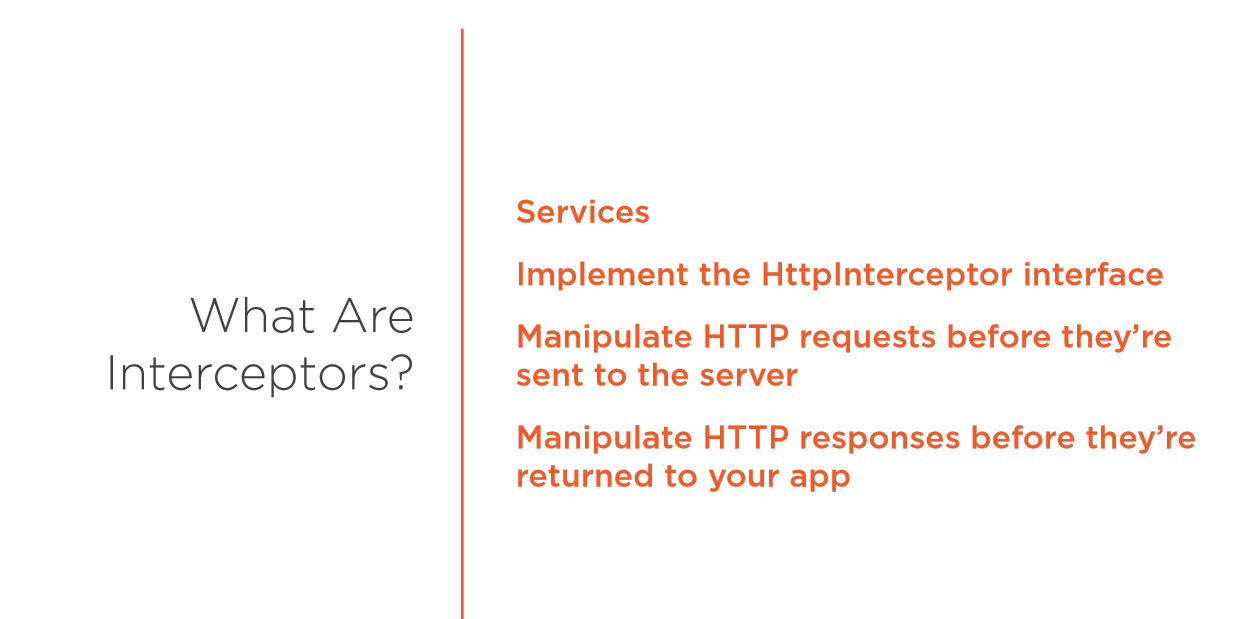 What Are
Interceptors?
Services
Implement the HttpInterceptor interface
Manipulate HTTP requests before they’re
sent to the server
Manipulate HTTP responses before they’re
returned to your app